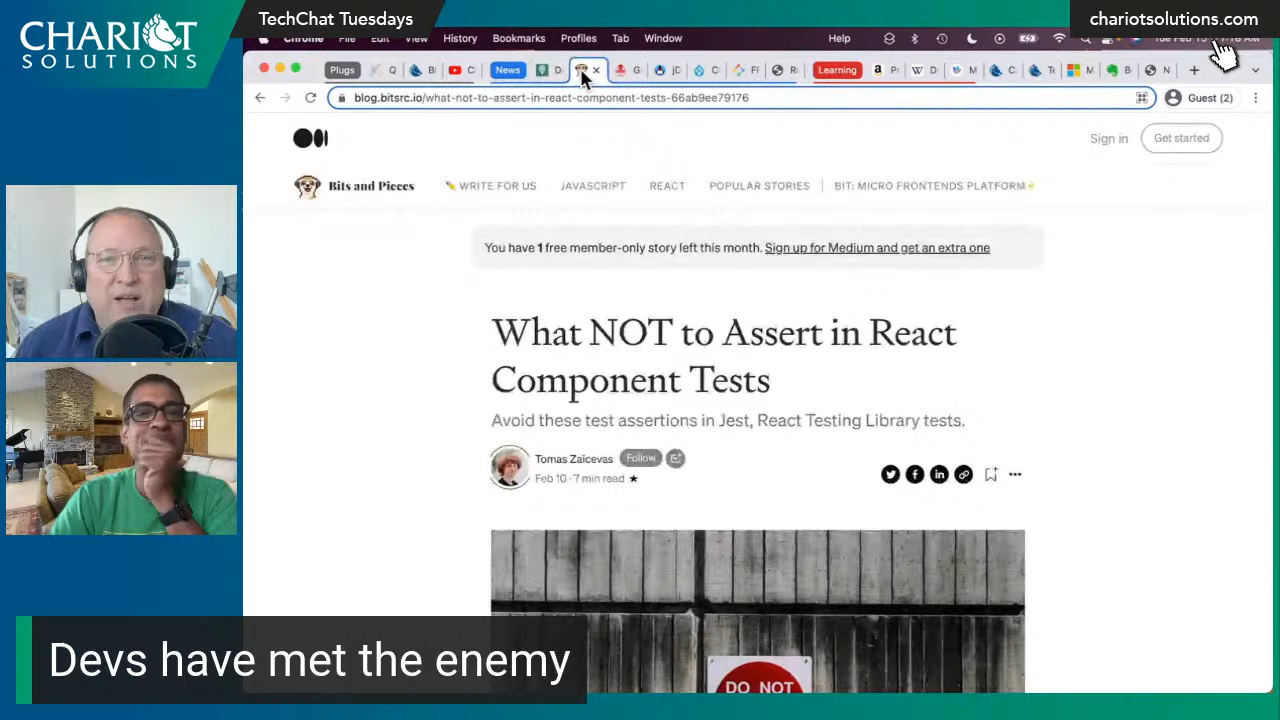 CHARIOT
SOLUTIONS
TechChat Tuesdays
chariotsolutions.com
Chrome File Edit View History Bookmarks Profiles Tab Window Help
Plugs
News
Learning
blog.bitsrc.io/what-not-to-assert-in-react-component-tests-66ab9ee79176
Guest (2)
Sign in
Get started
Bits and Pieces
WRITE FOR US
JAVASCRIPT
REACT
POPULAR STORIES
BIT: MICRO FRONTENDS PLATFORM
You have 1 free member-only story left this month. Sign up for Medium and get an extra one
What NOT to Assert in React
Component Tests
Avoid these test assertions in Jest, React Testing Library tests.
Tomas Zaicevas
Follow
Feb 10 · 7 min read
DO NOT
Devs have met the enemy